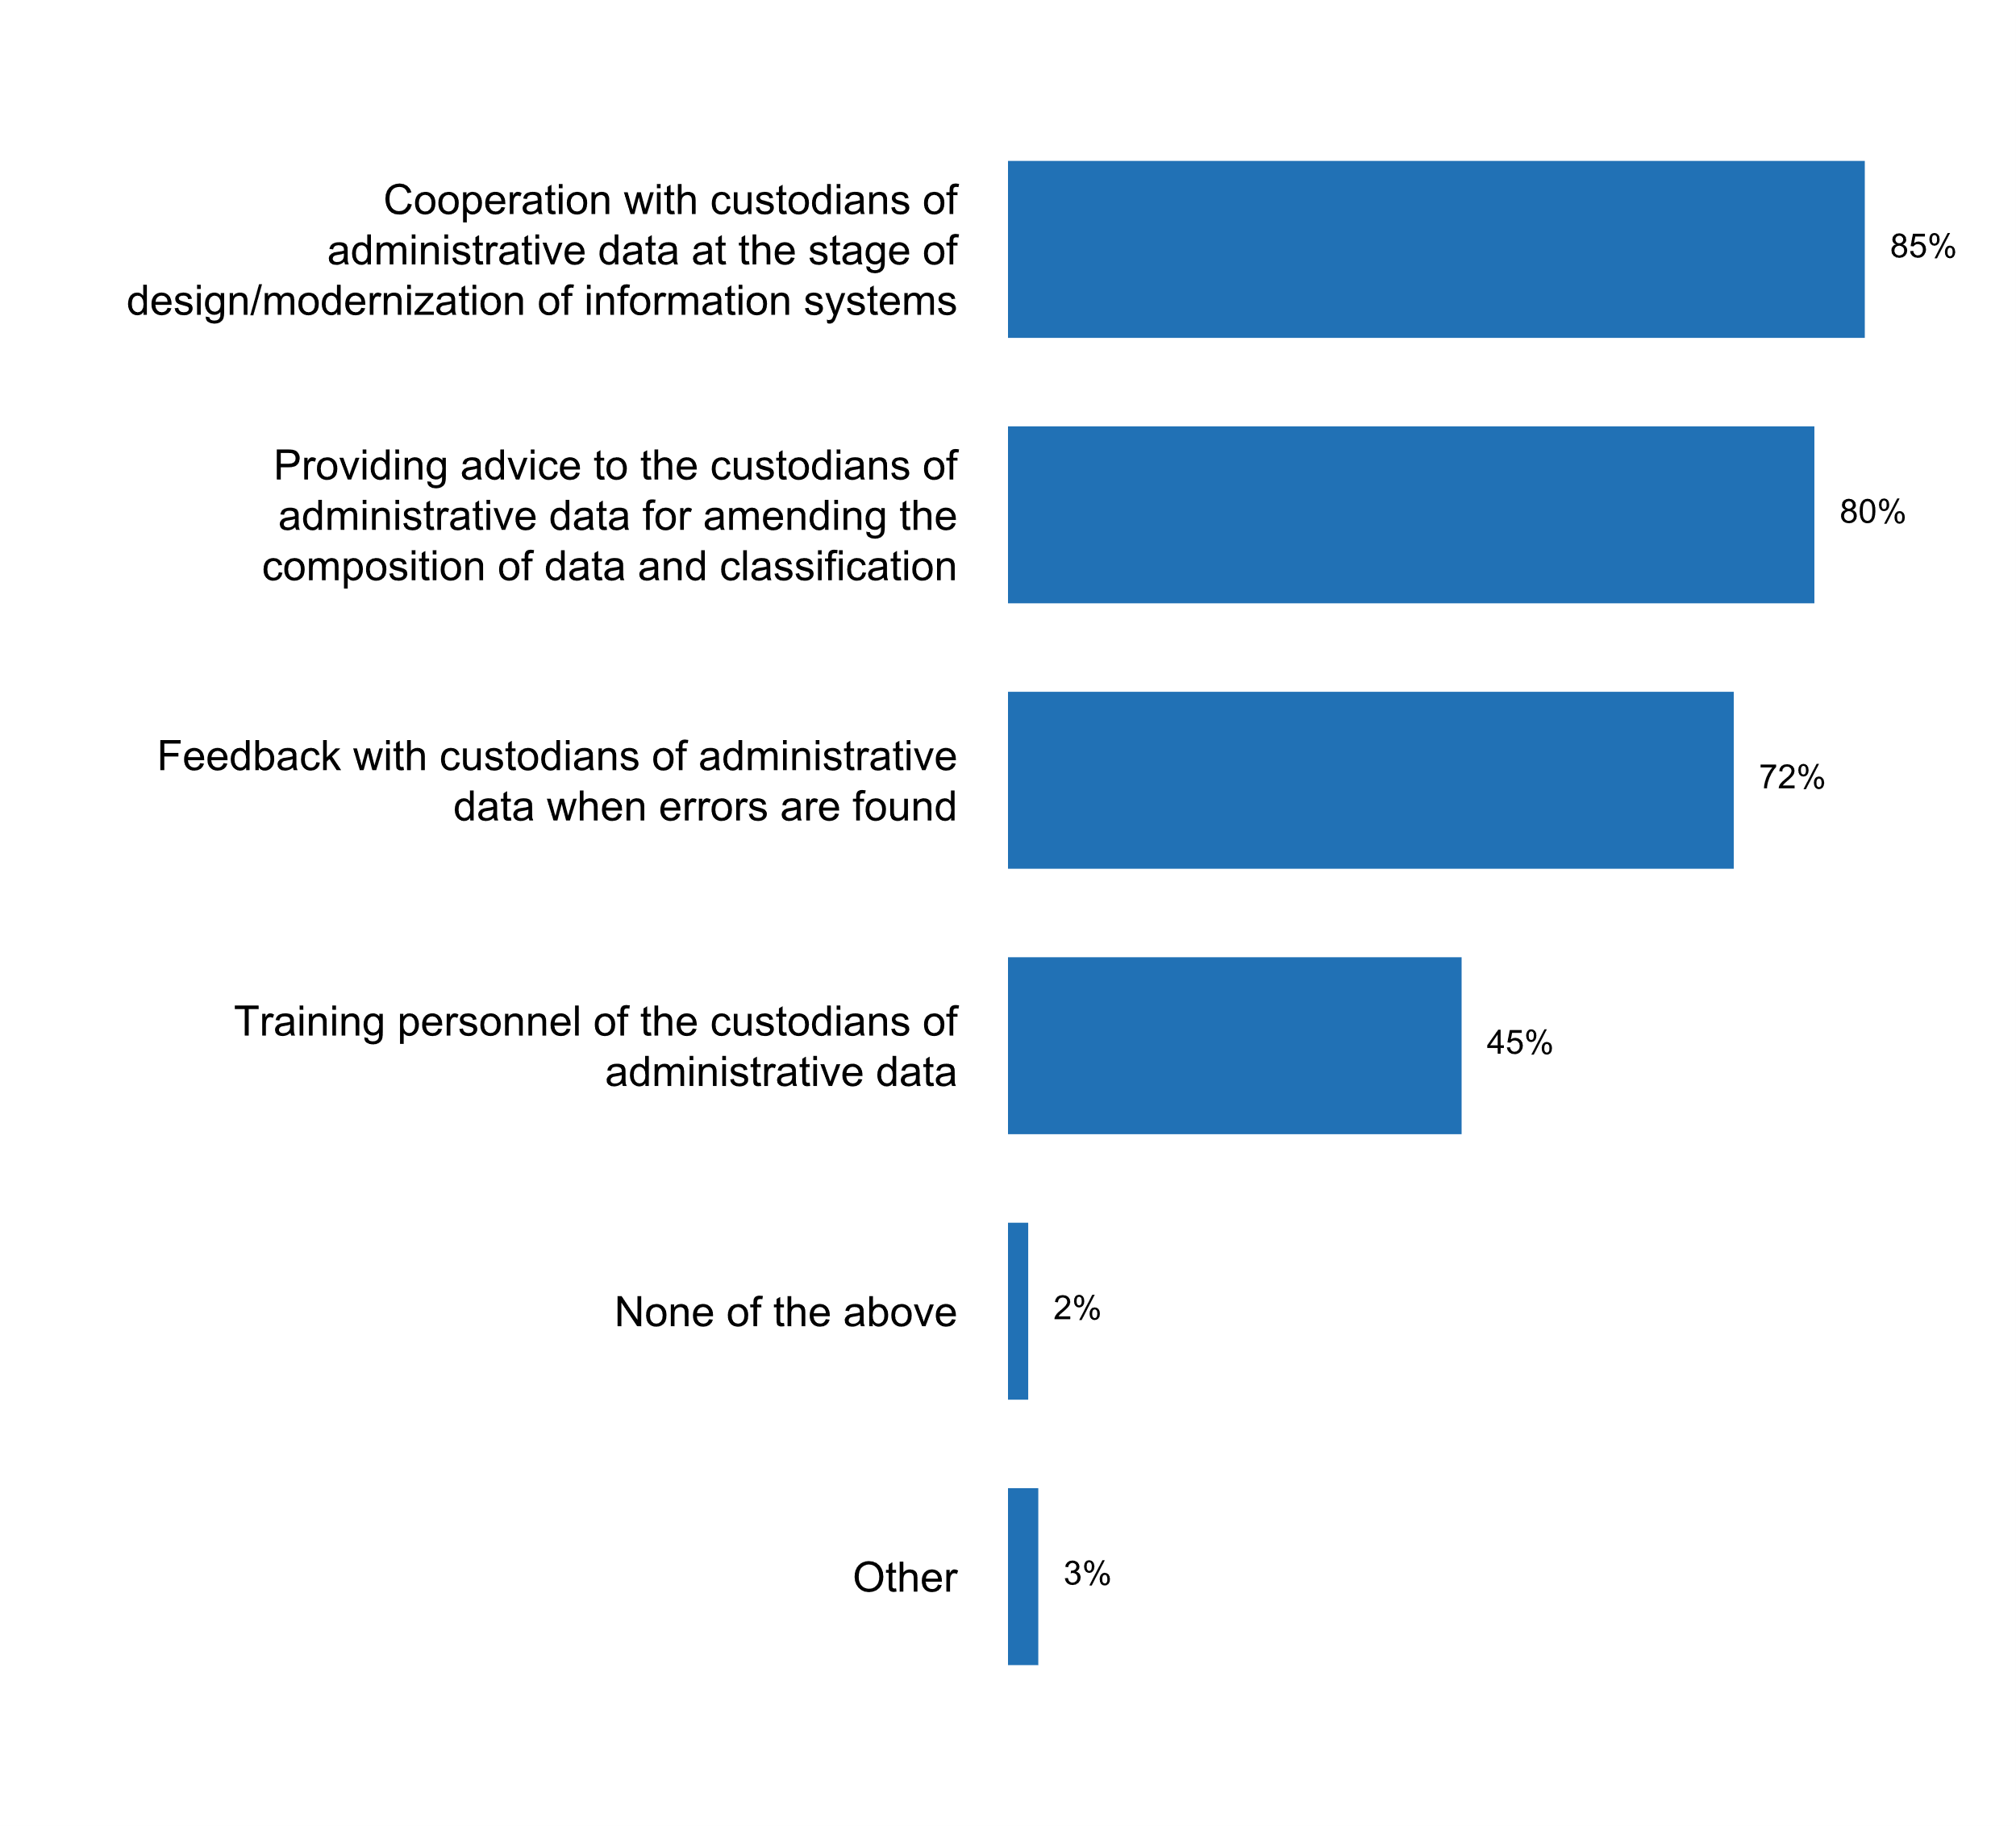 Cooperation with custodians of
administrative data at the stage of
design/modernization of information systems
85%
Providing advice to the custodians of
administrative data for amending the
composition of data and classification
80%
Feedback with custodians of administrative
data when errors are found
72%
Training personnel of the custodians of
administrative data
45%
None of the above
2%
Other
3%